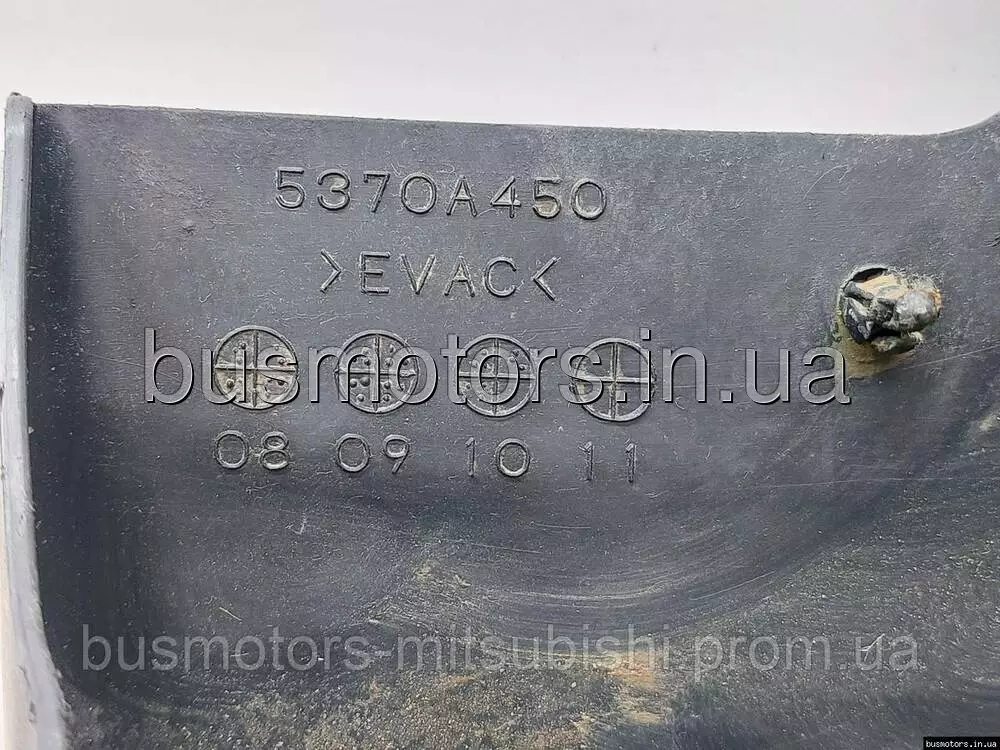 5370A450
>EVAC<
busmotors.in.ua
08 09 10 11
busmotors-mitsubishi.prom.ua
busmotors.in.ua